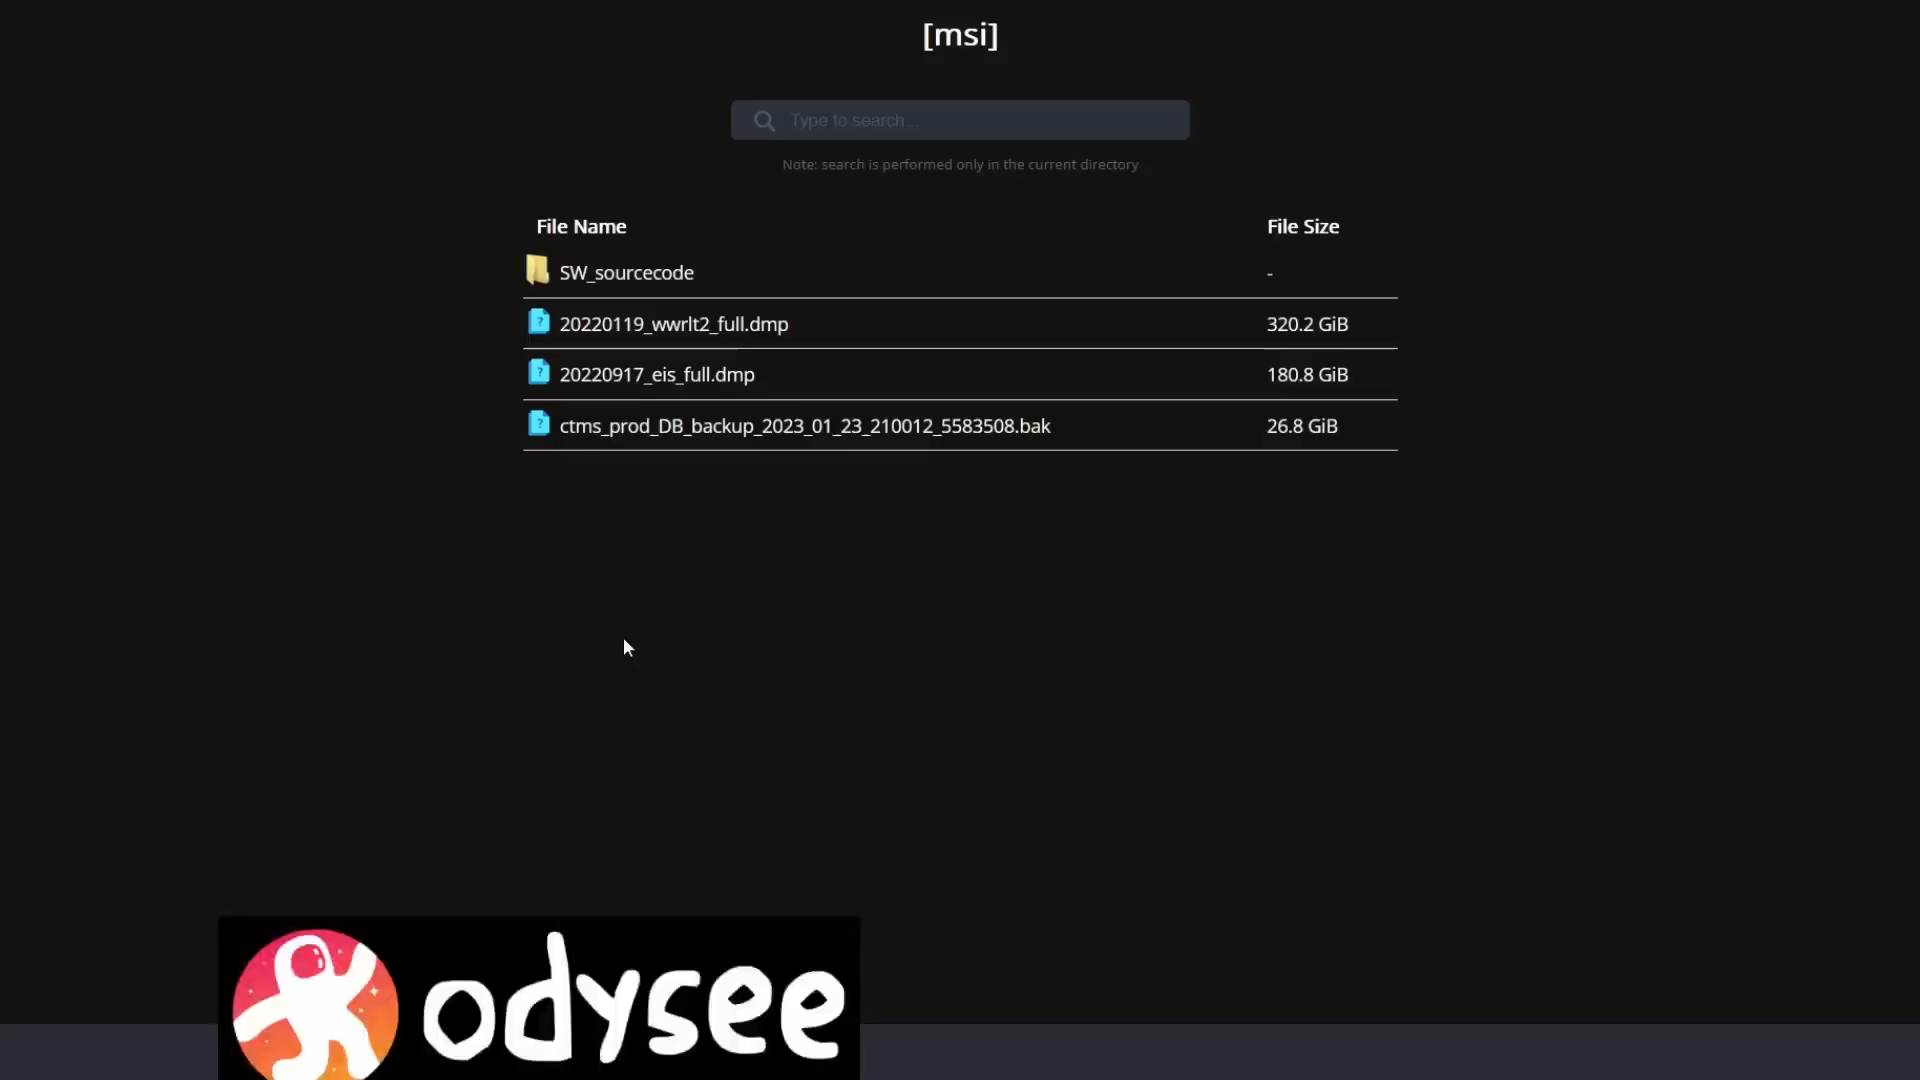 [msi]
Type to search...
Note: search is performed only in the current directory
File Name File Size
SW_sourcecode -
20220119_wwrlt2_full.dmp 320.2 GiB
20220917_eis_full.dmp 180.8 GiB
ctms_prod_DB_backup_2023_01_23_210012_5583508.bak 26.8 GiB
odysee